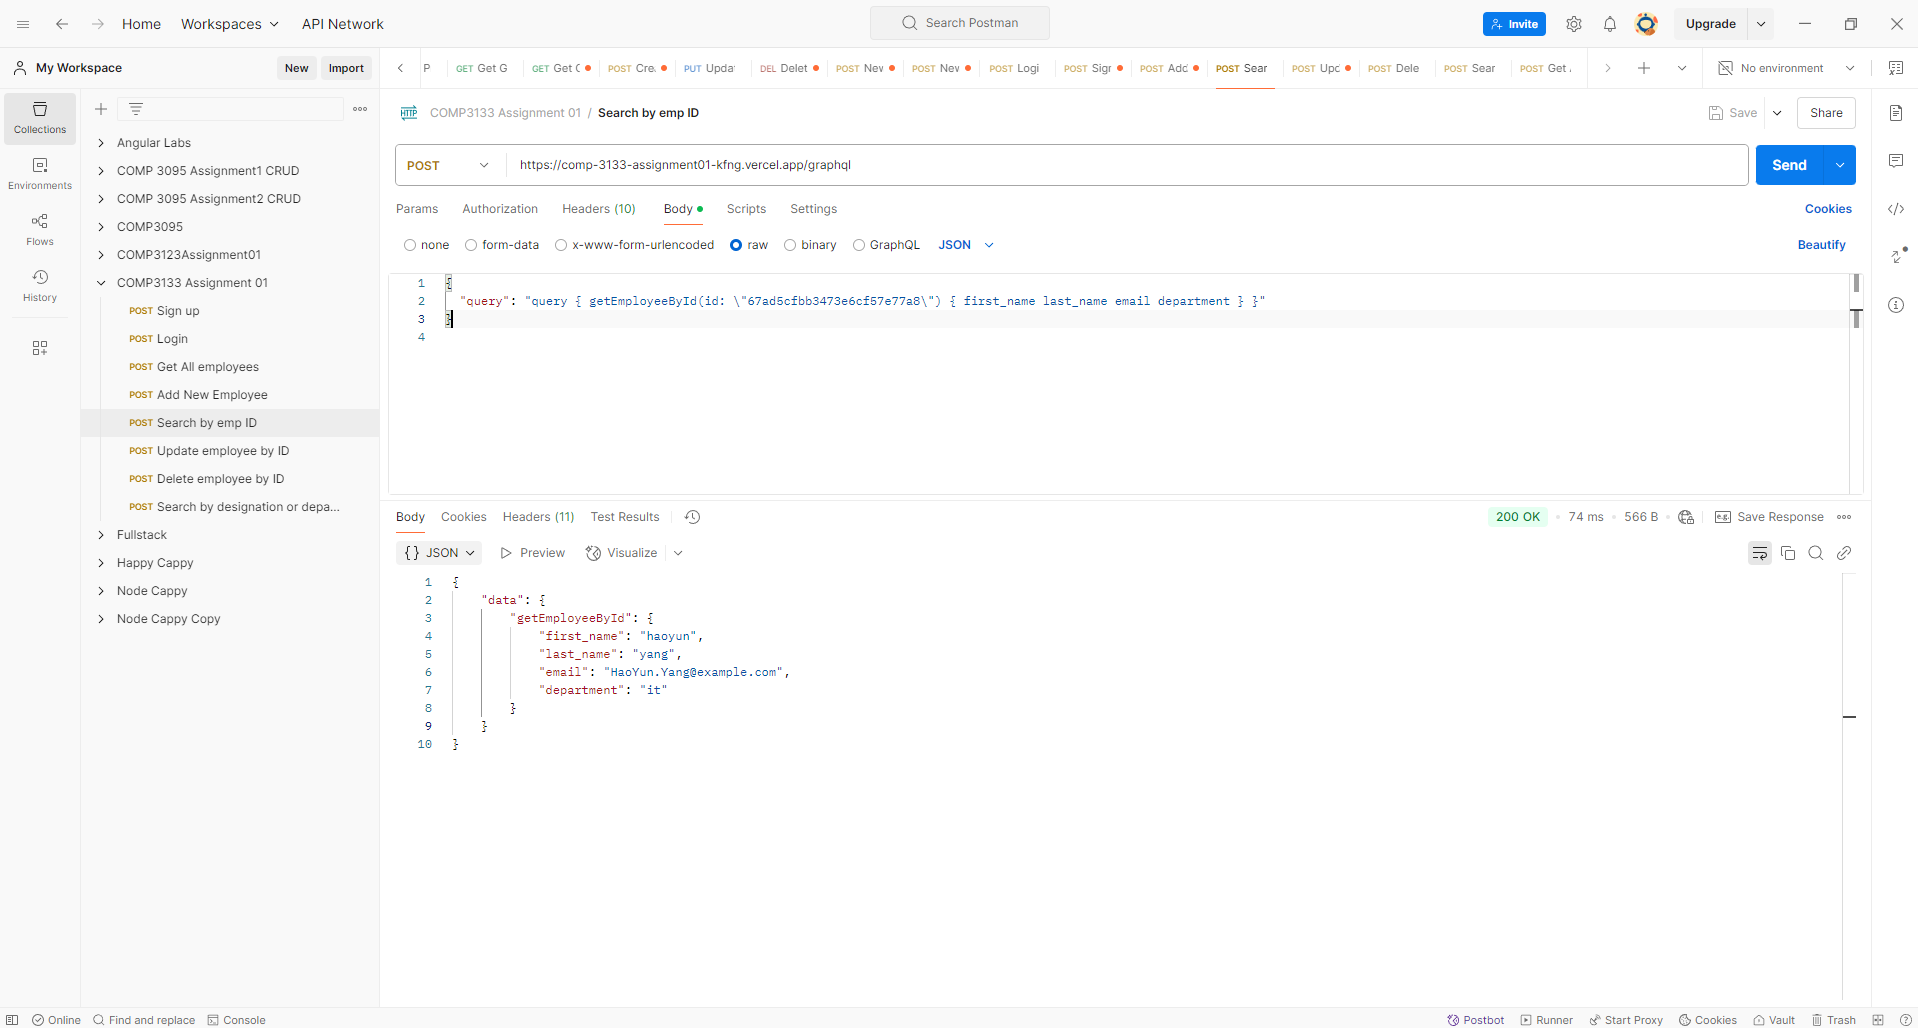 Home Workspaces API Network Search Postman Invite Upgrade
My Workspace New Import
P GET Get G GET Get C POST Cre PUT Upda DEL Delet POST Nev POST Nev POST Logi POST Sigr POST Add POST Sear POST Upd POST Dele POST Sear POST Get No environment
Collections
Environments
Flows
History
Angular Labs
COMP 3095 Assignment1 CRUD
COMP 3095 Assignment2 CRUD
COMP3095
COMP3123Assignment01
COMP3133 Assignment 01
POST Sign up
POST Login
POST Get All employees
POST Add New Employee
POST Search by emp ID
POST Update employee by ID
POST Delete employee by ID
POST Search by designation or depa...
Fullstack
Happy Cappy
Node Cappy
Node Cappy Copy
HTTP COMP3133 Assignment 01 / Search by emp ID Save Share
POST https://comp-3133-assignment01-kfng.vercel.app/graphql Send
Params Authorization Headers (10) Body Scripts Settings Cookies
none form-data x-www-form-urlencoded raw binary GraphQL JSON Beautify
1 {
2 "query": "query { getEmployeeById(id: \"67ad5cfbb3473e6cf57e77a8\") { first_name last_name email department } }"
3 }
4
Body Cookies Headers (11) Test Results 200 OK 74 ms 566 B e.g. Save Response
{} JSON Preview Visualize
1 {
2 "data": {
3 "getEmployeeById": {
4 "first_name": "haoyun",
5 "last_name": "yang",
6 "email": "HaoYun.Yang@example.com",
7 "department": "it"
8 }
9 }
10 }
Online Find and replace Console Postbot Runner Start Proxy Cookies Vault Trash